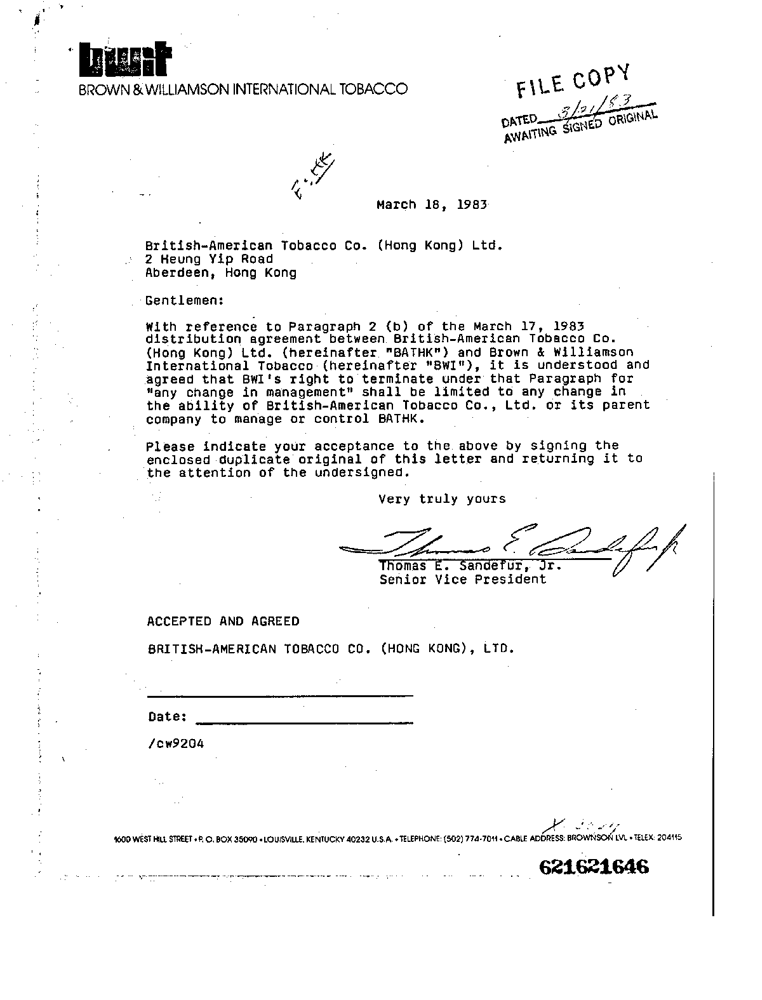 bwit
BROWN & WILLIAMSON INTERNATIONAL TOBACCO
FILE COPY
DATED 3/21/83
AWAITING SIGNED ORIGINAL
March 18, 1983
British-American Tobacco Co. (Hong Kong) Ltd.
2 Heung Yip Road
Aberdeen, Hong Kong
Gentlemen:
With reference to Paragraph 2 (b) of the March 17, 1983
distribution agreement between British-American Tobacco Co.
(Hong Kong) Ltd. (hereinafter "BATHK") and Brown & Williamson
International Tobacco (hereinafter "BWI"), it is understood and
agreed that BWI's right to terminate under that Paragraph for
"any change in management" shall be limited to any change in
the ability of British-American Tobacco Co., Ltd. or its parent
company to manage or control BATHK.
Please indicate your acceptance to the above by signing the
enclosed duplicate original of this letter and returning it to
the attention of the undersigned.
Very truly yours
Thomas E. Sandefur Jr
Thomas E. Sandefur, Jr.
Senior Vice President
ACCEPTED AND AGREED
BRITISH-AMERICAN TOBACCO CO. (HONG KONG), LTD.
Date:
/cw9204
1600 WEST HILL STREET • P. O. BOX 35090 • LOUISVILLE, KENTUCKY 40232 U.S.A. • TELEPHONE: (502) 774-7011 • CABLE ADDRESS: BROWNSON LVL • TELEX: 204115
621621646